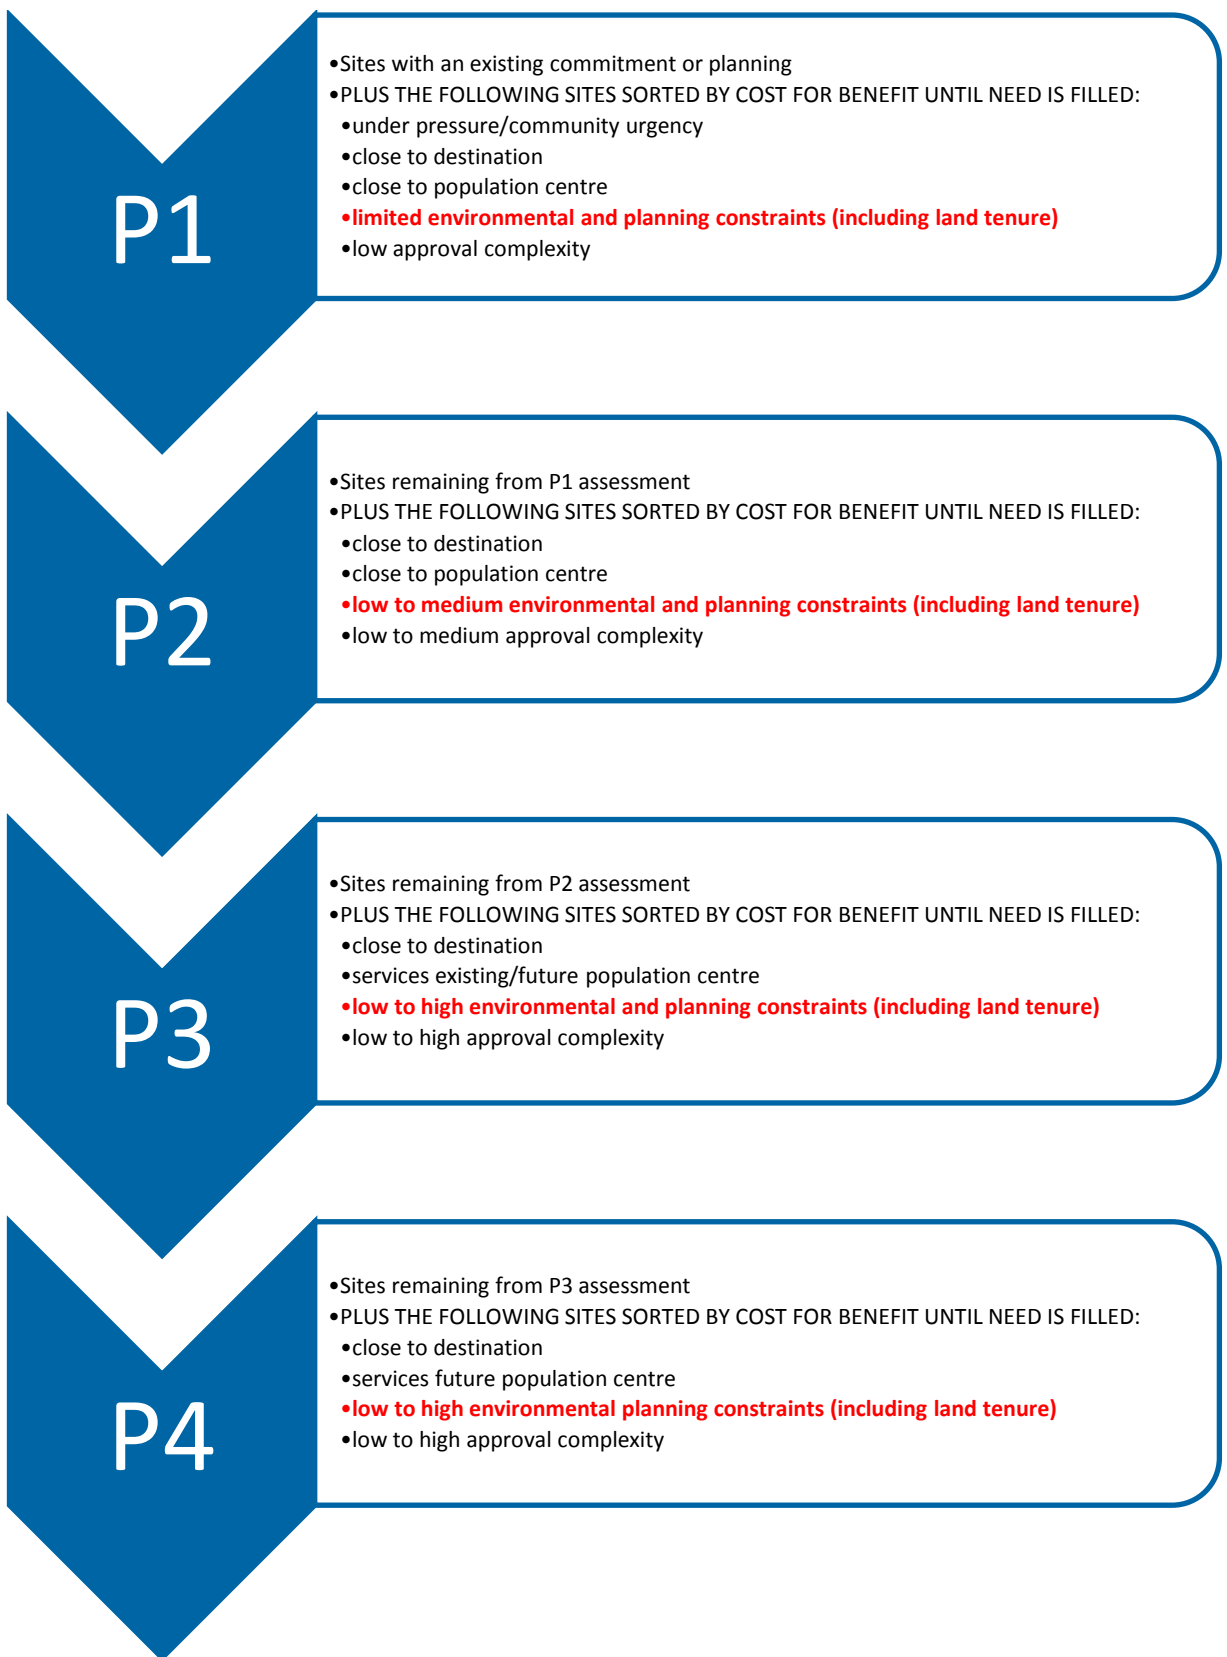 P1
•Sites with an existing commitment or planning
•PLUS THE FOLLOWING SITES SORTED BY COST FOR BENEFIT UNTIL NEED IS FILLED:
•under pressure/community urgency
•close to destination
•close to population centre
•limited environmental and planning constraints (including land tenure)
•low approval complexity
P2
•Sites remaining from P1 assessment
•PLUS THE FOLLOWING SITES SORTED BY COST FOR BENEFIT UNTIL NEED IS FILLED:
•close to destination
•close to population centre
•low to medium environmental and planning constraints (including land tenure)
•low to medium approval complexity
P3
•Sites remaining from P2 assessment
•PLUS THE FOLLOWING SITES SORTED BY COST FOR BENEFIT UNTIL NEED IS FILLED:
•close to destination
•services existing/future population centre
•low to high environmental and planning constraints (including land tenure)
•low to high approval complexity
P4
•Sites remaining from P3 assessment
•PLUS THE FOLLOWING SITES SORTED BY COST FOR BENEFIT UNTIL NEED IS FILLED:
•close to destination
•services future population centre
•low to high environmental planning constraints (including land tenure)
•low to high approval complexity